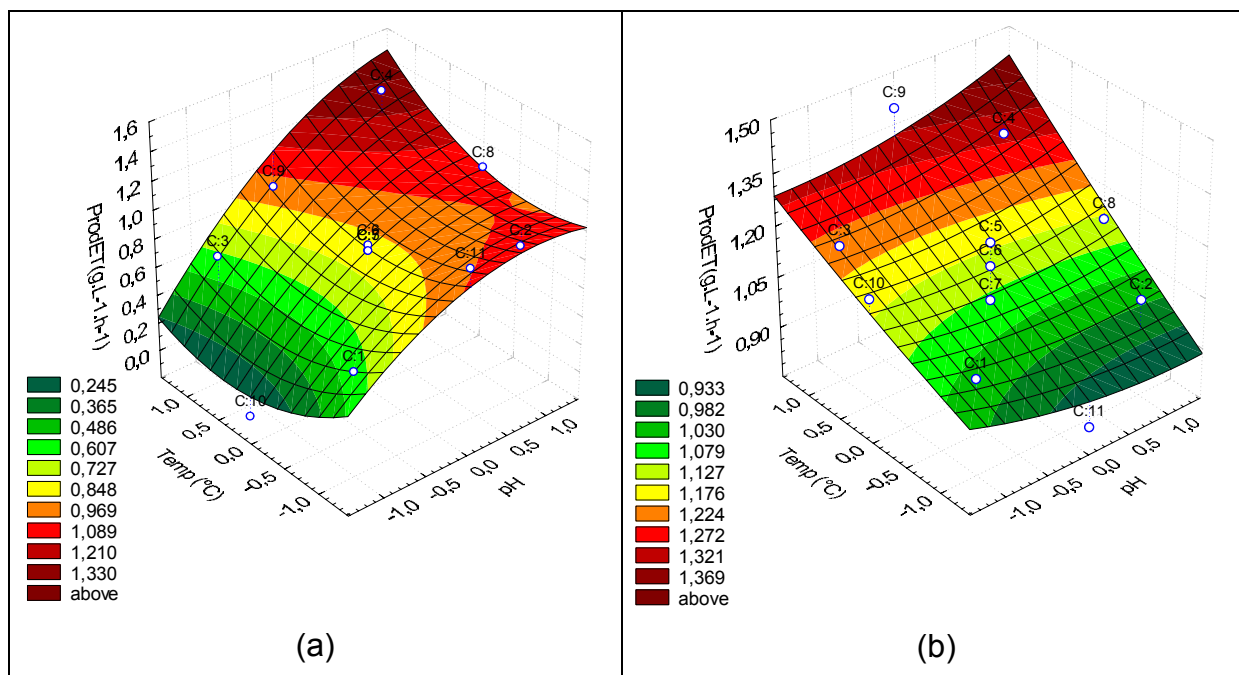 C:4
C:8
C:9
C:3
C:2
C:11
C:1
C:10
1,6
1,4
1,2
1,0
0,8
0,6
0,4
0,2
0,0
ProdET(g.L-1.h-1)
1,0
0,5
0,0
-0,5
-1,0
Temp(ºC)
-1,0
-0,5
0,0
0,5
1,0
pH
0,245
0,365
0,486
0,607
0,727
0,848
0,969
1,089
1,210
1,330
above
(a)
C:9
C:4
C:3
C:5
C:8
C:6
C:10
C:7
C:2
C:1
C:11
1,50
1,35
1,20
1,05
0,90
ProdET(g.L-1.h-1)
1,0
0,5
0,0
-0,5
-1,0
Temp(ºC)
-1,0
-0,5
0,0
0,5
1,0
pH
0,933
0,982
1,030
1,079
1,127
1,176
1,224
1,272
1,321
1,369
above
(b)